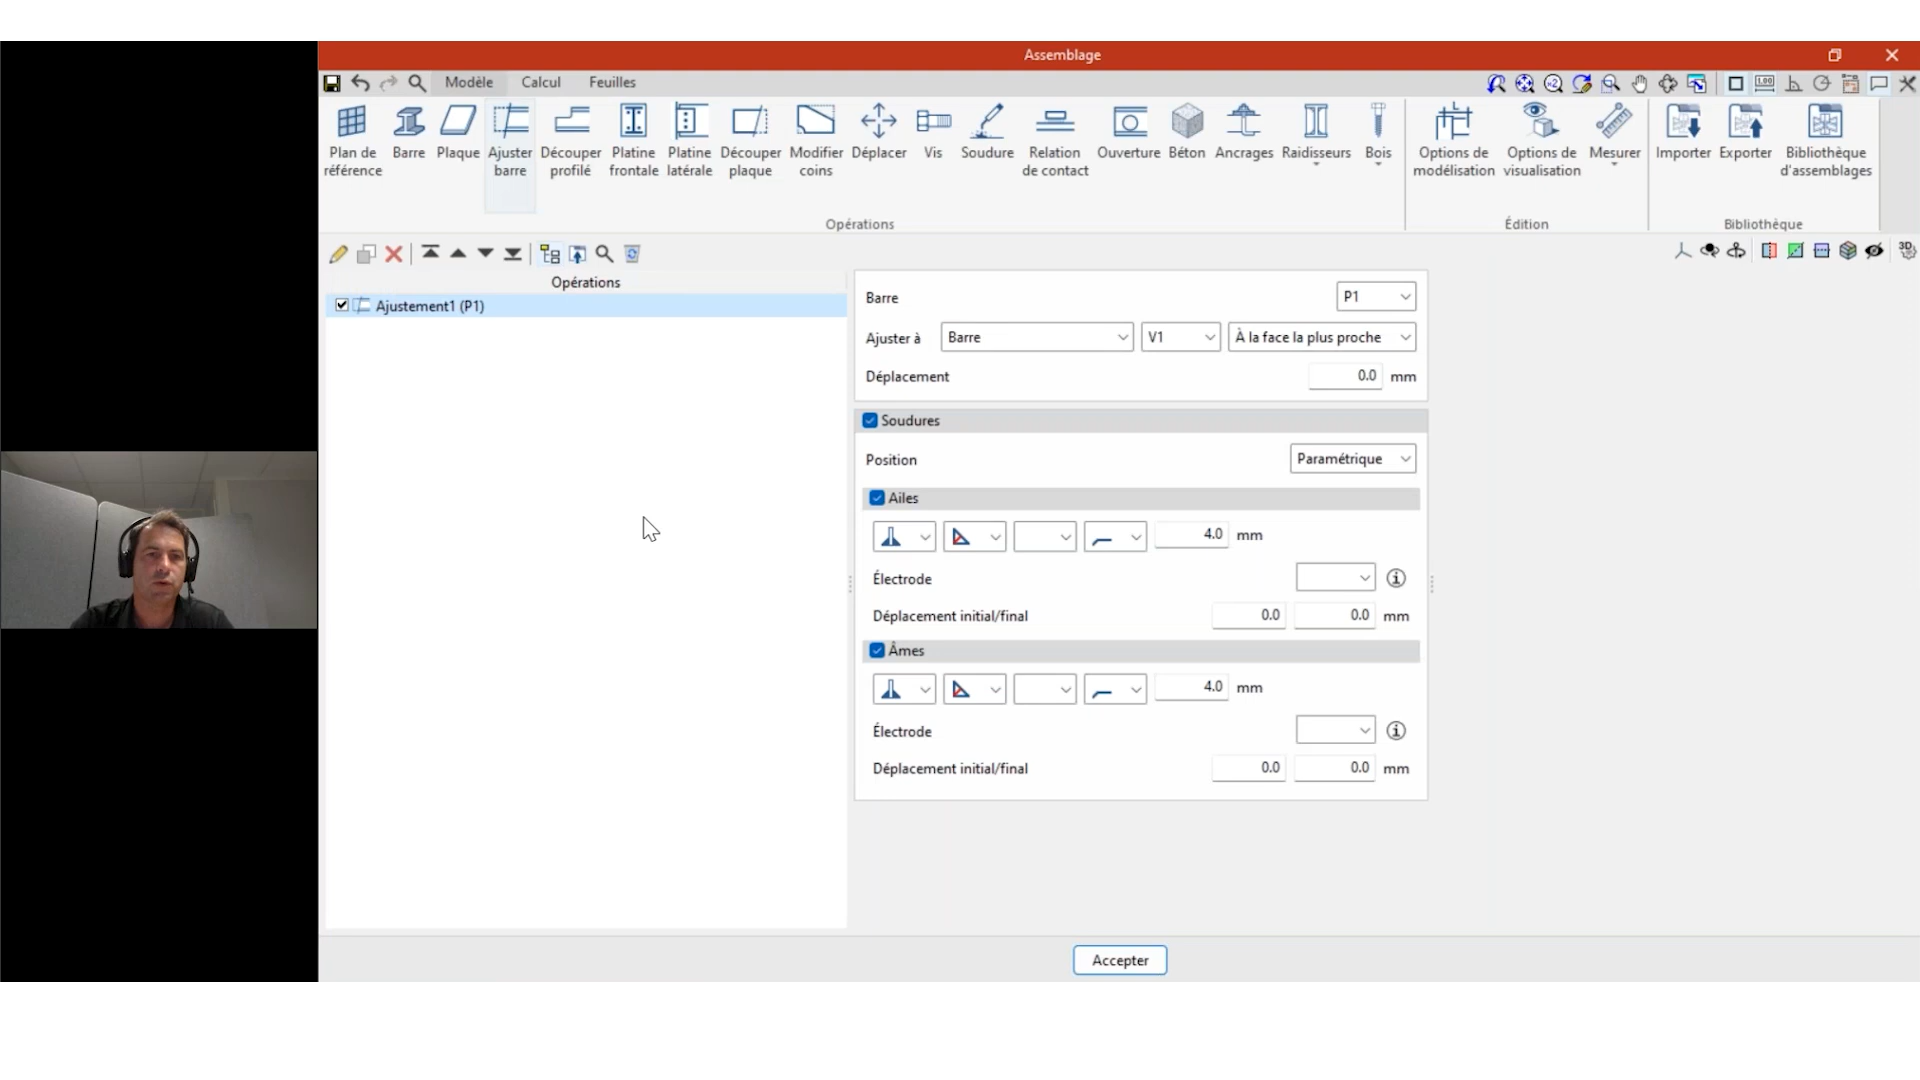 Assemblage
Modèle Calcul Feuilles
Plan de référence
Barre
Plaque
Ajuster barre
Découper profilé
Platine frontale
Platine latérale
Découper plaque
Modifier coins
Déplacer
Vis
Soudure
Relation de contact
Ouverture
Béton
Ancrages
Raidisseurs
Bois
Options de modélisation
Options de visualisation
Mesurer
Importer
Exporter
Bibliothèque d'assemblages
Opérations
Édition
Bibliothèque
Opérations
Ajustement1 (P1)
Barre P1
Ajuster à Barre V1 À la face la plus proche
Déplacement 0.0 mm
Soudures
Position Paramétrique
Ailes
4.0 mm
Électrode
Déplacement initial/final 0.0 0.0 mm
Âmes
4.0 mm
Électrode
Déplacement initial/final 0.0 0.0 mm
Accepter